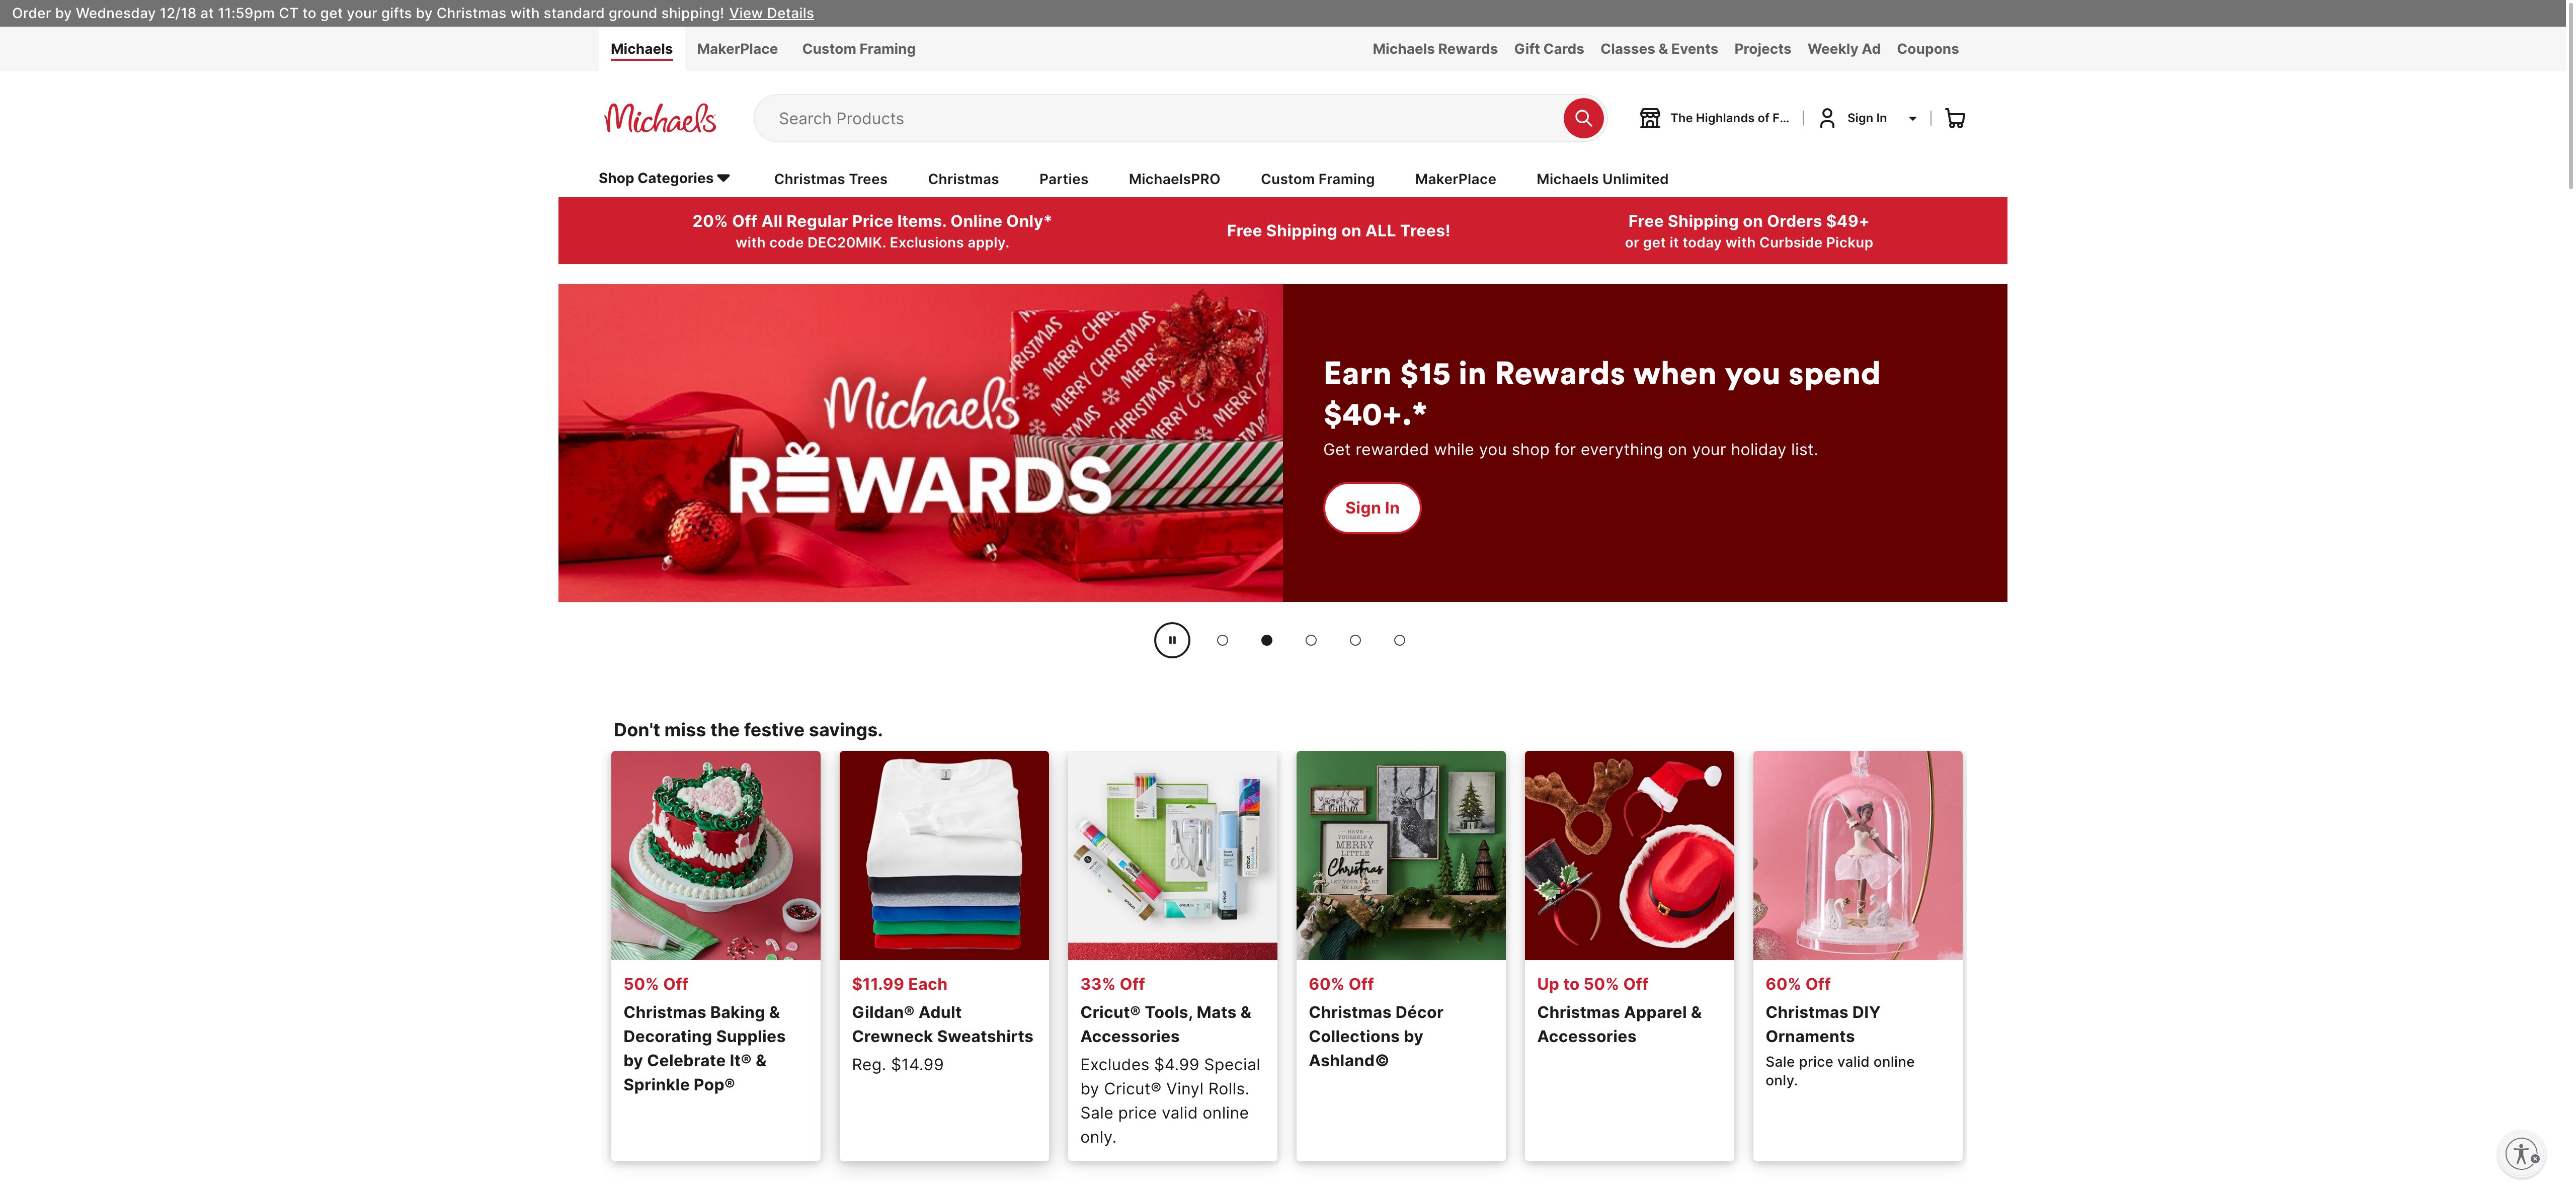 Order by Wednesday 12/18 at 11:59pm CT to get your gifts by Christmas with standard ground shipping! View Details
Michaels MakerPlace Custom Framing Michaels Rewards Gift Cards Classes & Events Projects Weekly Ad Coupons
Michaels Search Products The Highlands of F... Sign In
Shop Categories Christmas Trees Christmas Parties MichaelsPRO Custom Framing MakerPlace Michaels Unlimited
20% Off All Regular Price Items. Online Only*
with code DEC20MIK. Exclusions apply.
Free Shipping on ALL Trees!
Free Shipping on Orders $49+
or get it today with Curbside Pickup
MERRY CHRISTMAS
Michaels
REWARDS
Earn $15 in Rewards when you spend
$40+.*
Get rewarded while you shop for everything on your holiday list.
Sign In
Don't miss the festive savings.
HAVE
YOURSELF A
MERRY
LITTLE
Christmas
50% Off
Christmas Baking &
Decorating Supplies
by Celebrate It® &
Sprinkle Pop®
$11.99 Each
Gildan® Adult
Crewneck Sweatshirts
Reg. $14.99
33% Off
Cricut® Tools, Mats &
Accessories
Excludes $4.99 Special
by Cricut® Vinyl Rolls.
Sale price valid online
only.
60% Off
Christmas Décor
Collections by
Ashland©
Up to 50% Off
Christmas Apparel &
Accessories
60% Off
Christmas DIY
Ornaments
Sale price valid online
only.